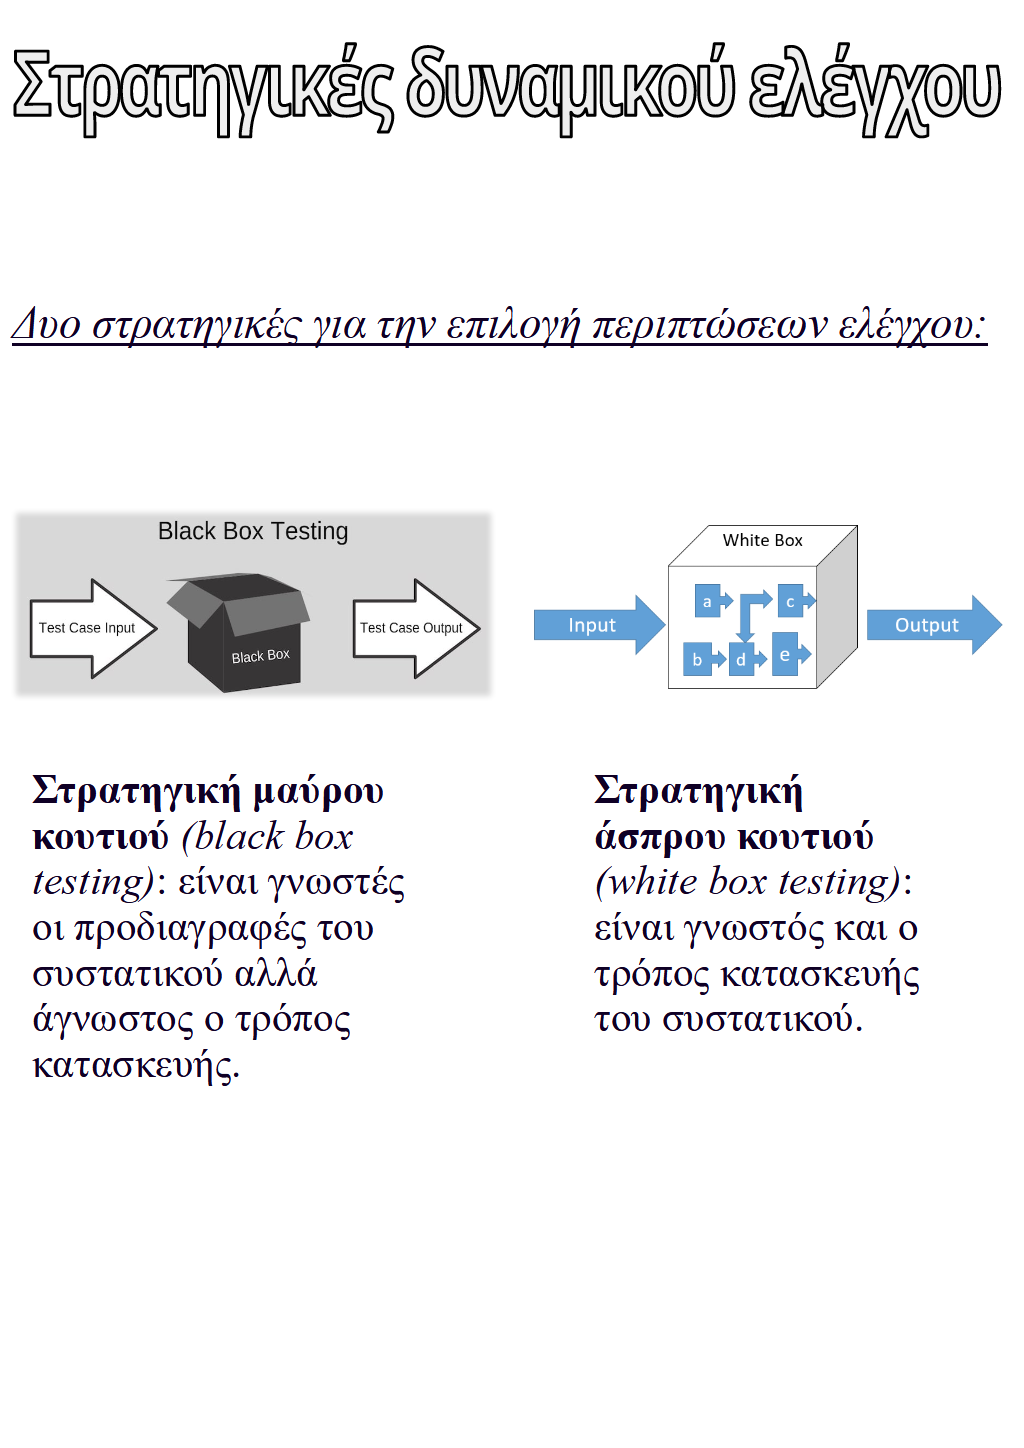 Στρατηγικές δυναμικού ελέγχου
Δυο στρατηγικές για την επιλογή περιπτώσεων ελέγχου:
Black Box Testing
Test Case Input
Black Box
Test Case Output
White Box
Input
a
c
b
d
e
Output
Στρατηγική μαύρου
κουτιού (black box
testing): είναι γνωστές
οι προδιαγραφές του
συστατικού αλλά
άγνωστος ο τρόπος
κατασκευής.
Στρατηγική
άσπρου κουτιού
(white box testing):
είναι γνωστός και ο
τρόπος κατασκευής
του συστατικού.